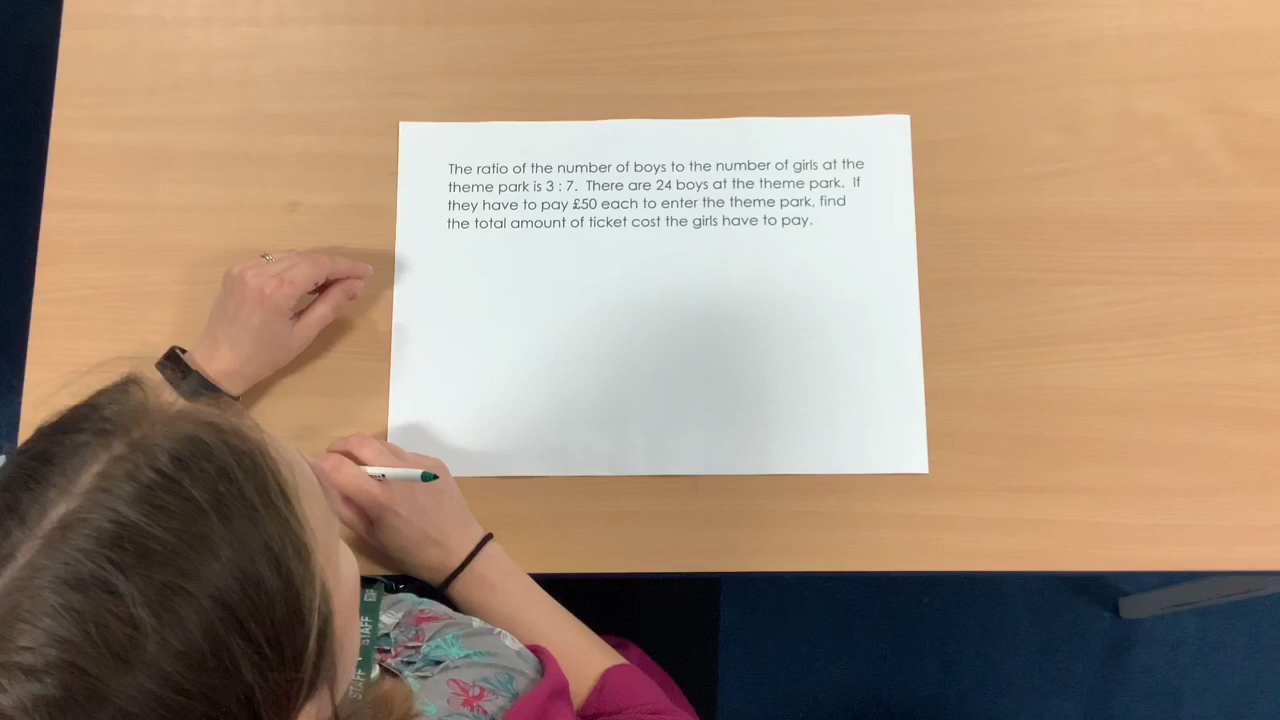 The ratio of the number of boys to the number of girls at the
theme park is 3 : 7.  There are 24 boys at the theme park.  If
they have to pay £50 each to enter the theme park, find
the total amount of ticket cost the girls have to pay.
STAFF
STAFF